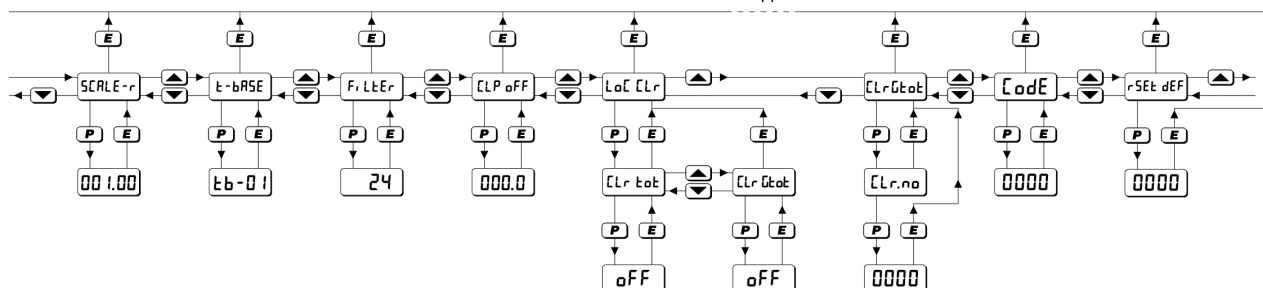 E E E E E E E E
SCALE-r t-bASE FiLtEr CLP oFF LoC CLr CLrGtot CodE rSEt dEF
P E P E P E P E P E E P E P E P E
001.00 tb-01 24 000.0 CLr tot CLr Gtot CLr.no 0000 0000
P E P E P E
oFF oFF 0000